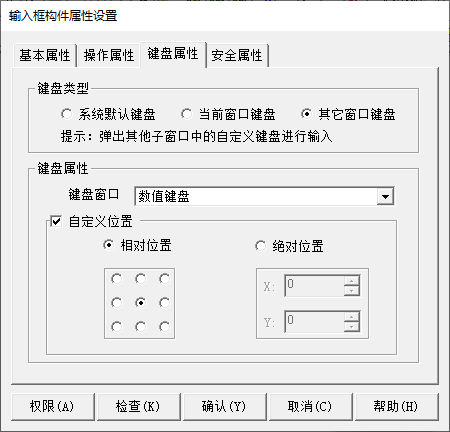 输入框构件属性设置
基本属性 操作属性 键盘属性 安全属性
键盘类型
系统默认键盘 当前窗口键盘 其它窗口键盘
提示：弹出其他子窗口中的自定义键盘进行输入
键盘属性
键盘窗口 数值键盘
自定义位置
相对位置 绝对位置
X: 0
Y: 0
权限(A) 检查(K) 确认(Y) 取消(C) 帮助(H)